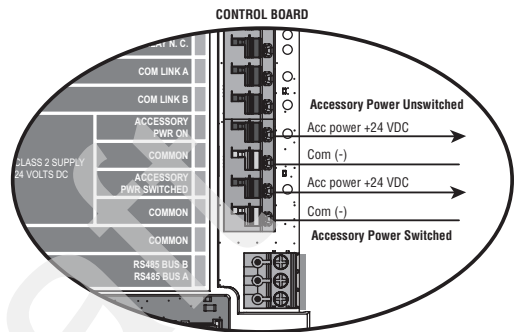 CONTROL BOARD
COM LINK A
COM LINK B
ACCESSORY
PWR ON
COMMON
CLASS 2 SUPPLY
24 VOLTS DC
ACCESSORY
PWR SWITCHED
COMMON
COMMON
RS485 BUS B
RS485 BUS A
Accessory Power Unswitched
Acc power +24 VDC
Com (-)
Acc power +24 VDC
Com (-)
Accessory Power Switched